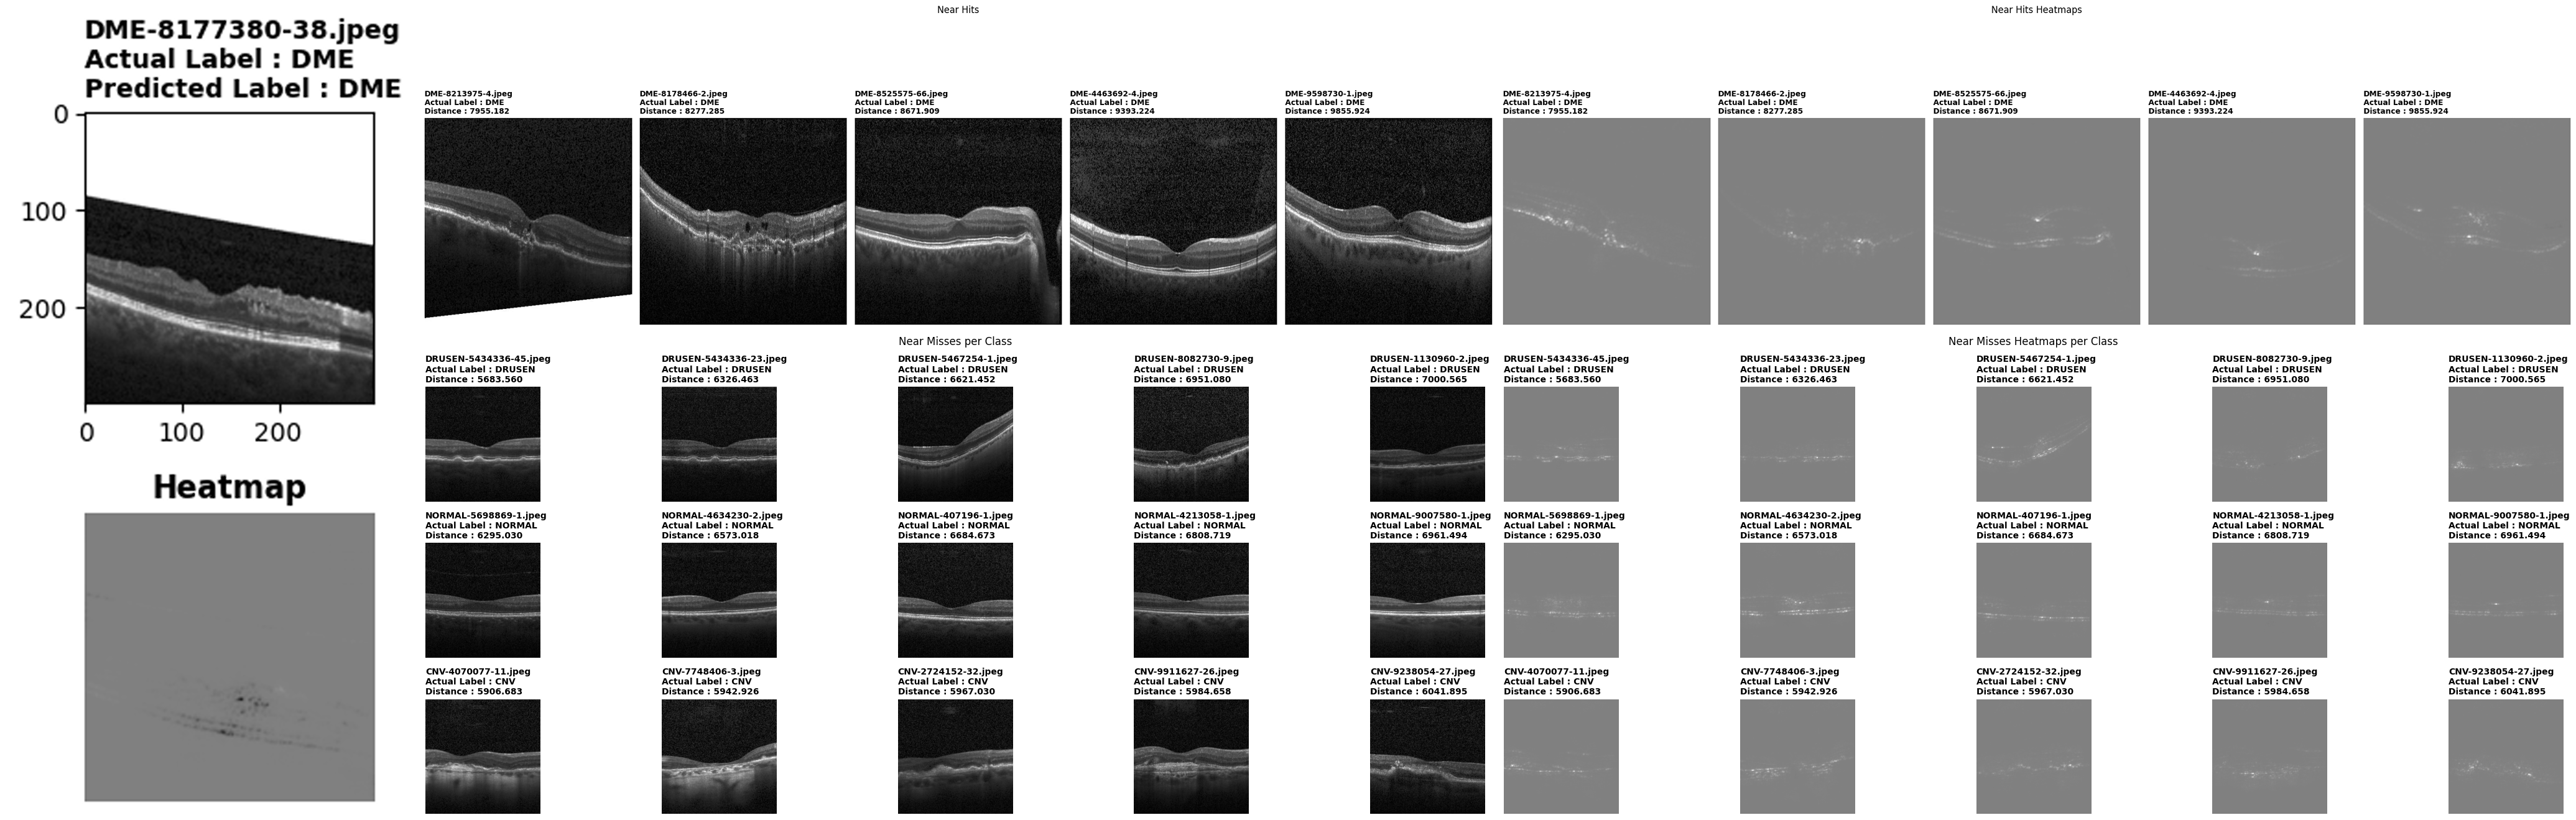 DME-8177380-38.jpeg
Actual Label : DME
Predicted Label : DME
0
100
200
0
100
200
Heatmap
Near Hits
DME-8213975-4.jpeg
Actual Label : DME
Distance : 7955.182
DME-8178466-2.jpeg
Actual Label : DME
Distance : 8277.285
DME-8525575-66.jpeg
Actual Label : DME
Distance : 8671.909
DME-4463692-4.jpeg
Actual Label : DME
Distance : 9393.224
DME-9598730-1.jpeg
Actual Label : DME
Distance : 9855.924
Near Hits Heatmaps
DME-8213975-4.jpeg
Actual Label : DME
Distance : 7955.182
DME-8178466-2.jpeg
Actual Label : DME
Distance : 8277.285
DME-8525575-66.jpeg
Actual Label : DME
Distance : 8671.909
DME-4463692-4.jpeg
Actual Label : DME
Distance : 9393.224
DME-9598730-1.jpeg
Actual Label : DME
Distance : 9855.924
Near Misses per Class
DRUSEN-5434336-45.jpeg
Actual Label : DRUSEN
Distance : 5683.560
DRUSEN-5434336-23.jpeg
Actual Label : DRUSEN
Distance : 6326.463
DRUSEN-5467254-1.jpeg
Actual Label : DRUSEN
Distance : 6621.452
DRUSEN-8082730-9.jpeg
Actual Label : DRUSEN
Distance : 6951.080
DRUSEN-1130960-2.jpeg
Actual Label : DRUSEN
Distance : 7000.565
NORMAL-5698869-1.jpeg
Actual Label : NORMAL
Distance : 6295.030
NORMAL-4634230-2.jpeg
Actual Label : NORMAL
Distance : 6573.018
NORMAL-407196-1.jpeg
Actual Label : NORMAL
Distance : 6684.673
NORMAL-4213058-1.jpeg
Actual Label : NORMAL
Distance : 6808.719
NORMAL-9007580-1.jpeg
Actual Label : NORMAL
Distance : 6961.494
CNV-4070077-11.jpeg
Actual Label : CNV
Distance : 5906.683
CNV-7748406-3.jpeg
Actual Label : CNV
Distance : 5942.926
CNV-2724152-32.jpeg
Actual Label : CNV
Distance : 5967.030
CNV-9911627-26.jpeg
Actual Label : CNV
Distance : 5984.658
CNV-9238054-27.jpeg
Actual Label : CNV
Distance : 6041.895
Near Misses Heatmaps per Class
DRUSEN-5434336-45.jpeg
Actual Label : DRUSEN
Distance : 5683.560
DRUSEN-5434336-23.jpeg
Actual Label : DRUSEN
Distance : 6326.463
DRUSEN-5467254-1.jpeg
Actual Label : DRUSEN
Distance : 6621.452
DRUSEN-8082730-9.jpeg
Actual Label : DRUSEN
Distance : 6951.080
DRUSEN-1130960-2.jpeg
Actual Label : DRUSEN
Distance : 7000.565
NORMAL-5698869-1.jpeg
Actual Label : NORMAL
Distance : 6295.030
NORMAL-4634230-2.jpeg
Actual Label : NORMAL
Distance : 6573.018
NORMAL-407196-1.jpeg
Actual Label : NORMAL
Distance : 6684.673
NORMAL-4213058-1.jpeg
Actual Label : NORMAL
Distance : 6808.719
NORMAL-9007580-1.jpeg
Actual Label : NORMAL
Distance : 6961.494
CNV-4070077-11.jpeg
Actual Label : CNV
Distance : 5906.683
CNV-7748406-3.jpeg
Actual Label : CNV
Distance : 5942.926
CNV-2724152-32.jpeg
Actual Label : CNV
Distance : 5967.030
CNV-9911627-26.jpeg
Actual Label : CNV
Distance : 5984.658
CNV-9238054-27.jpeg
Actual Label : CNV
Distance : 6041.895